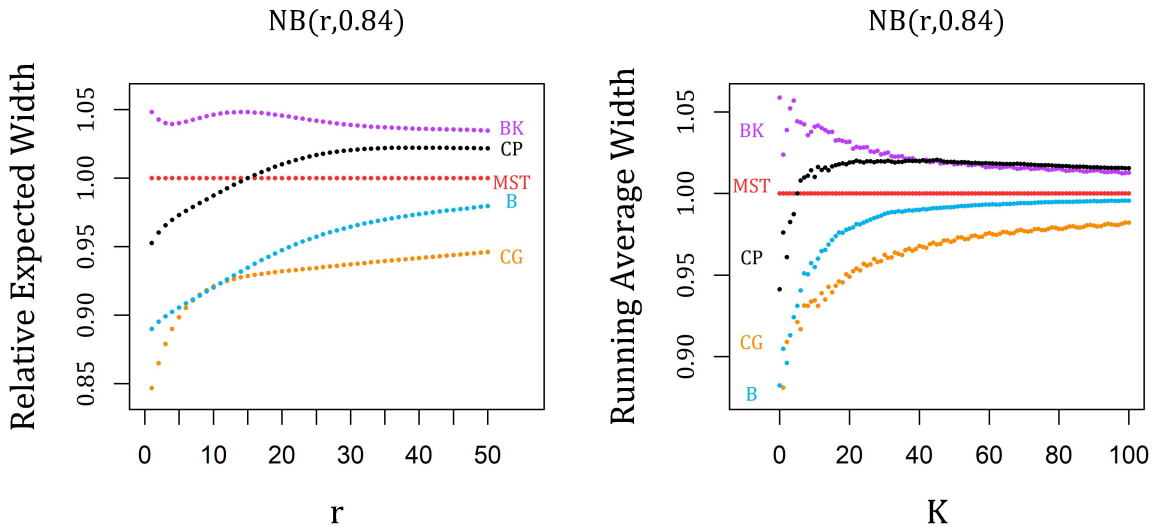 NB(r,0.84)
Relative Expected Width
1.05
1.00
0.95
0.90
0.85
BK
CP
MST
B
CG
0 10 20 30 40 50
r
NB(r,0.84)
Running Average Width
1.05
1.00
0.95
0.90
BK
MST
CP
CG
B
0 20 40 60 80 100
K